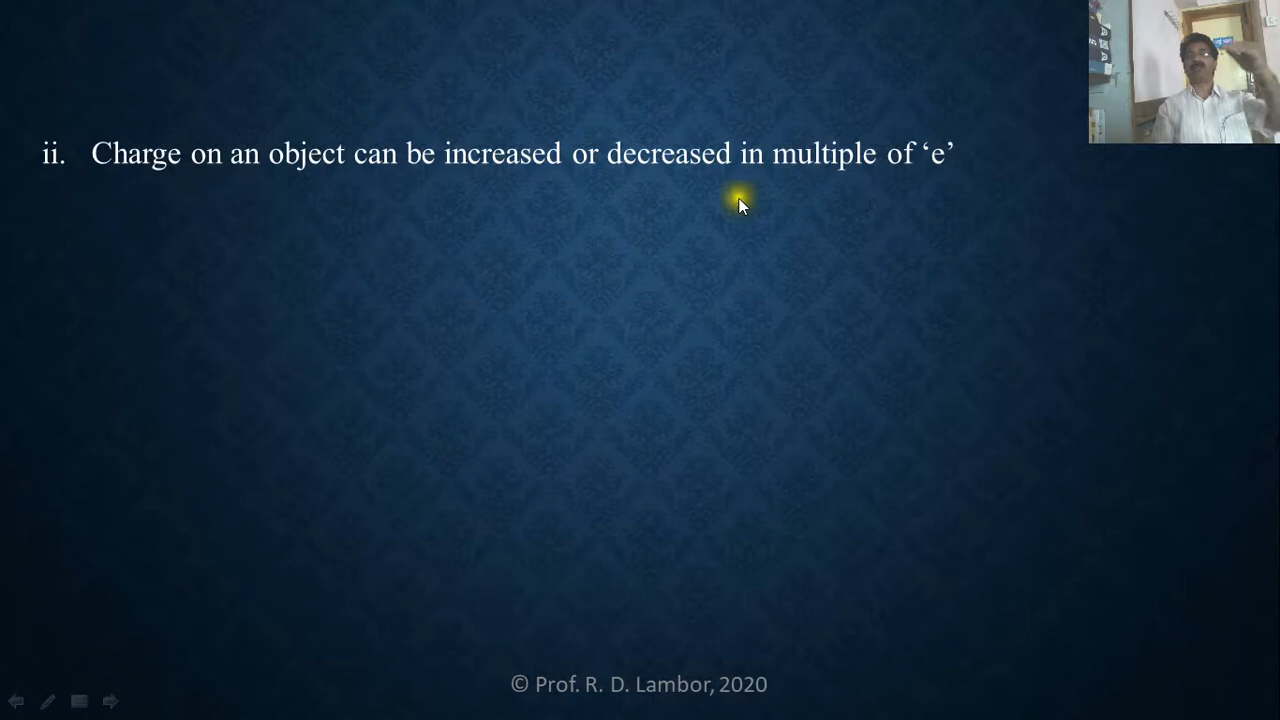 ii. Charge on an object can be increased or decreased in multiple of ‘e’
© Prof. R. D. Lambor, 2020